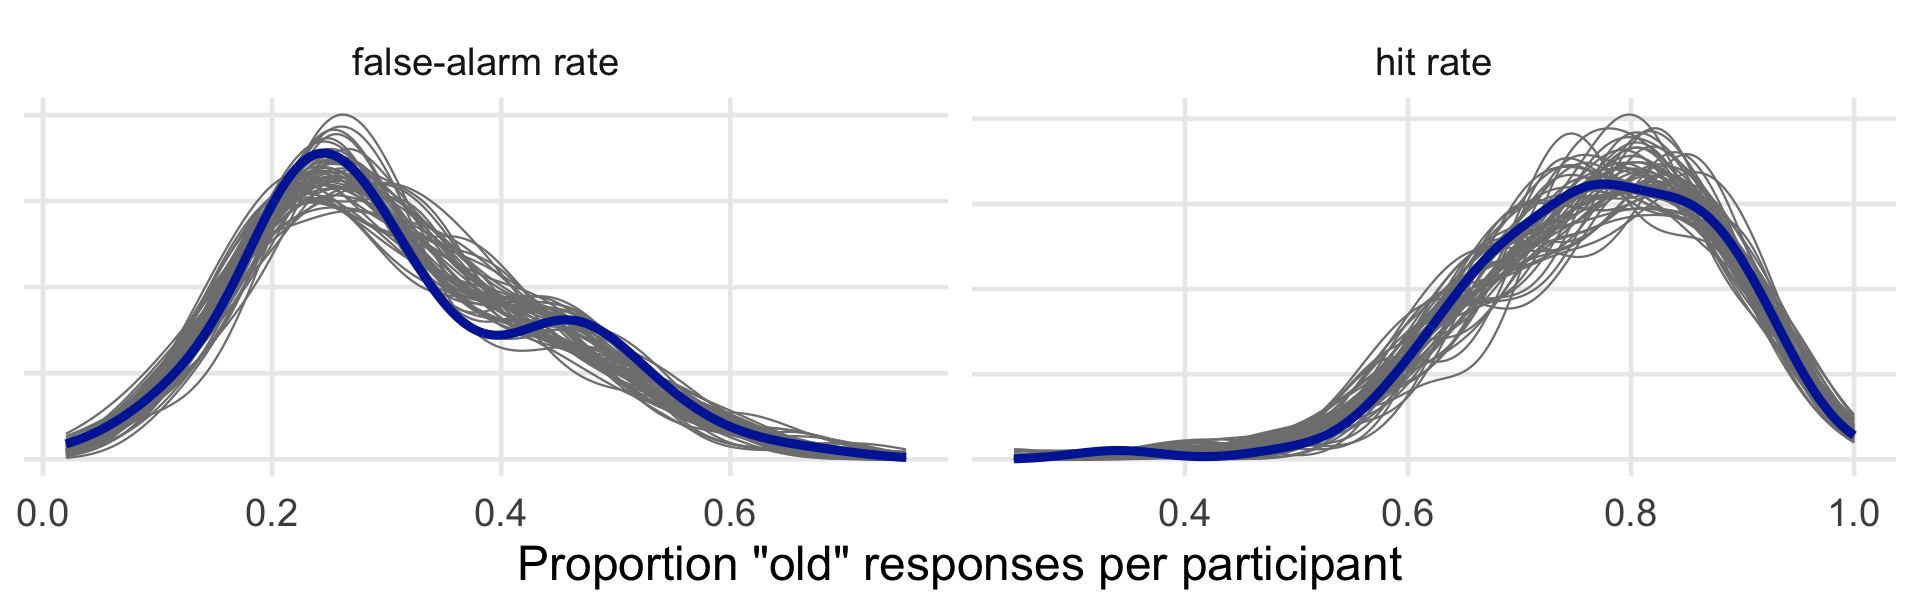 false-alarm rate
hit rate
0.0 0.2 0.4 0.6
0.4 0.6 0.8 1.0
Proportion "old" responses per participant